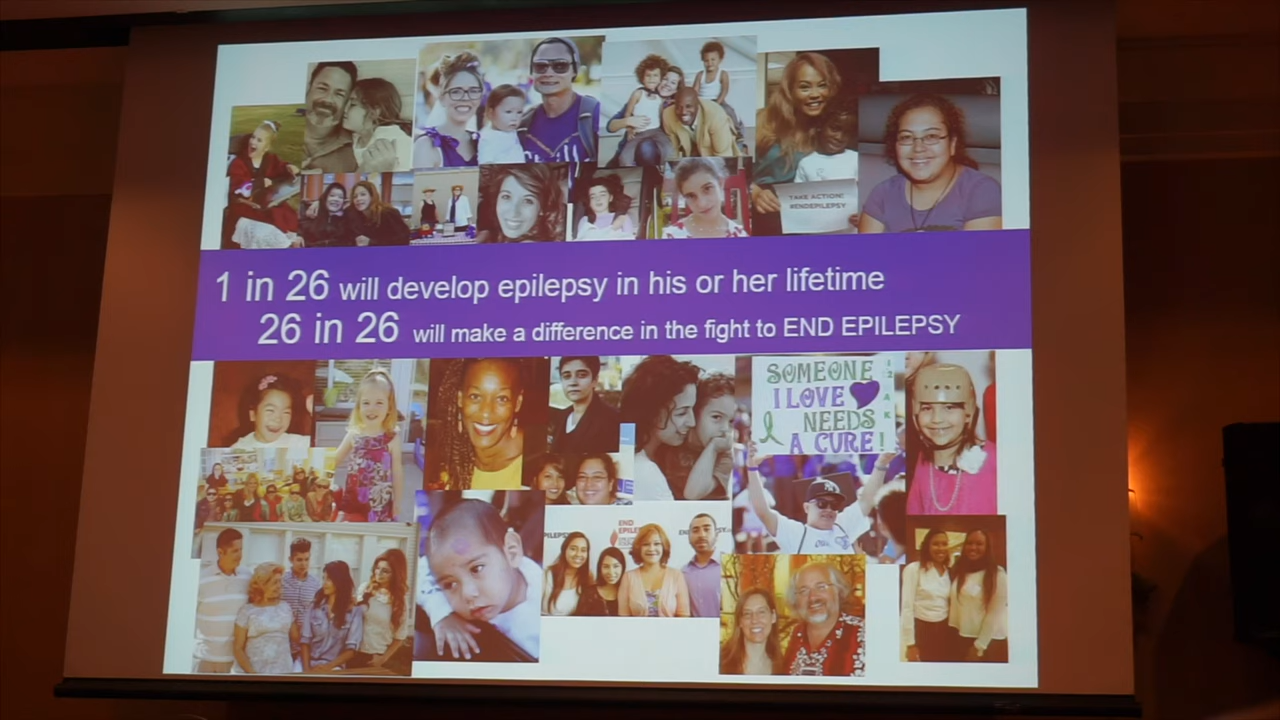 TAKE ACTION:
#ENDEPILEPSY
1 in 26 will develop epilepsy in his or her lifetime
26 in 26 will make a difference in the fight to END EPILEPSY
SOMEONE
I LOVE
NEEDS
A CURE!
END